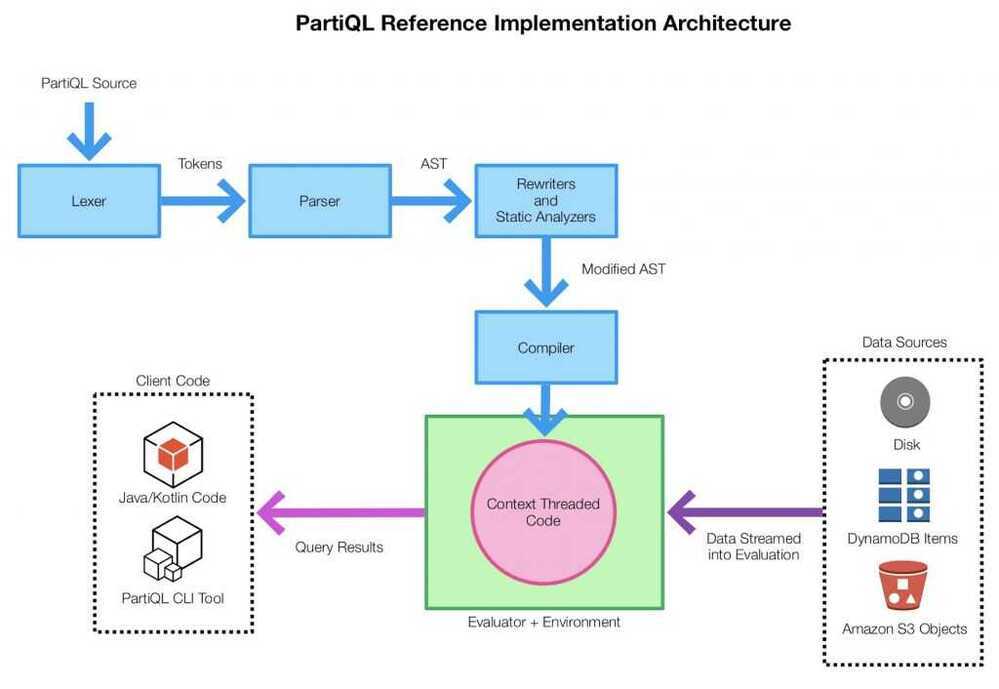 PartiQL Reference Implementation Architecture
PartiQL Source
Lexer
Tokens
Parser
AST
Rewriters
and
Static Analyzers
Modified AST
Compiler
Client Code
Java/Kotlin Code
PartiQL CLI Tool
Query Results
Context Threaded
Code
Evaluator + Environment
Data Streamed
into Evaluation
Data Sources
Disk
DynamoDB Items
Amazon S3 Objects